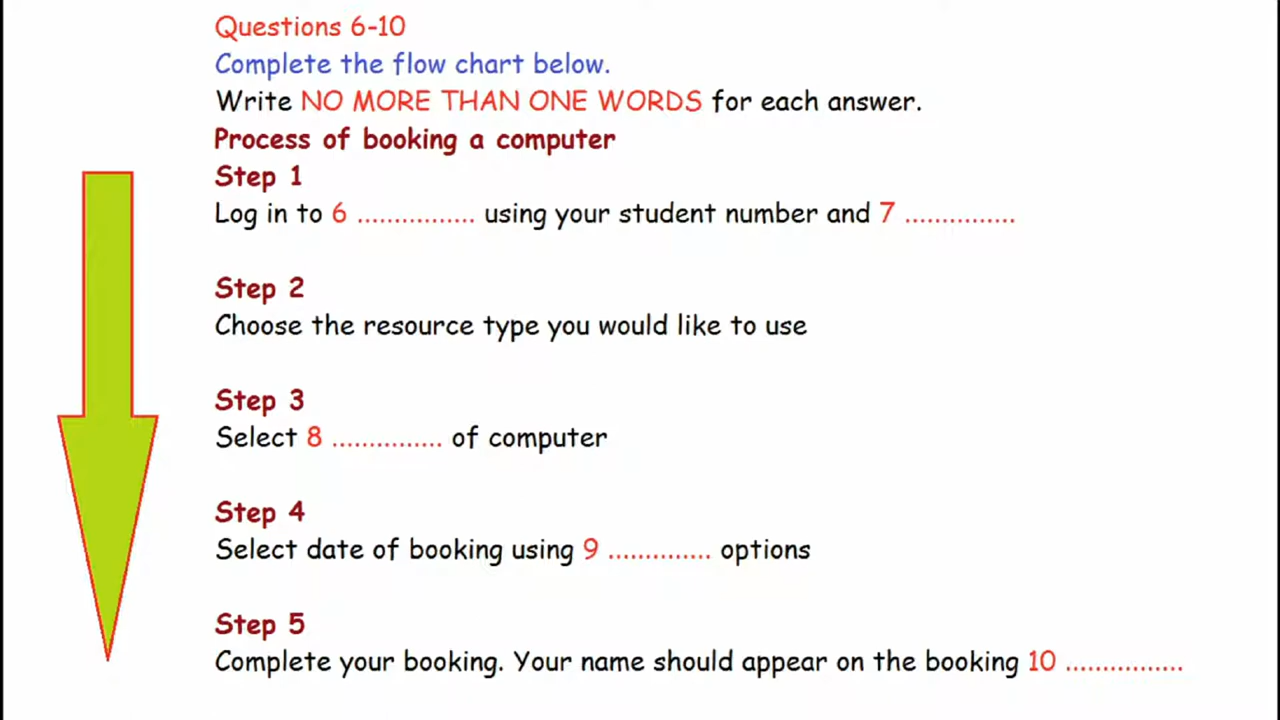 Questions 6-10
Complete the flow chart below.
Write NO MORE THAN ONE WORDS for each answer.
Process of booking a computer
Step 1
Log in to 6 ................ using your student number and 7 ...............
Step 2
Choose the resource type you would like to use
Step 3
Select 8 ............... of computer
Step 4
Select date of booking using 9 .............. options
Step 5
Complete your booking. Your name should appear on the booking 10 ................